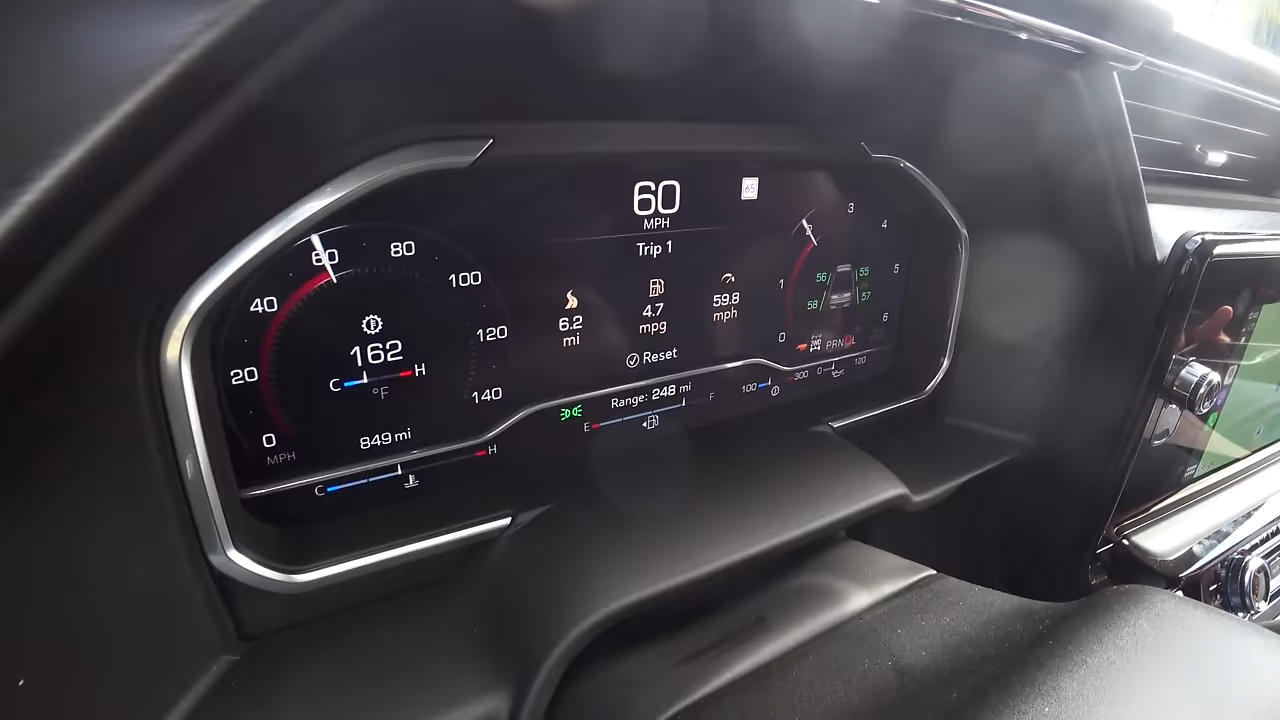 60
MPH
65
Trip 1
6.2
mi
4.7
mpg
59.8
mph
Reset
0
20
40
60
80
100
120
140
MPH
162
C H
°F
849 mi
C H
Range: 248 mi
E F
0
1
2
3
4
5
6
56 55
58 57
2WD
PRNDL
100 300
0 120